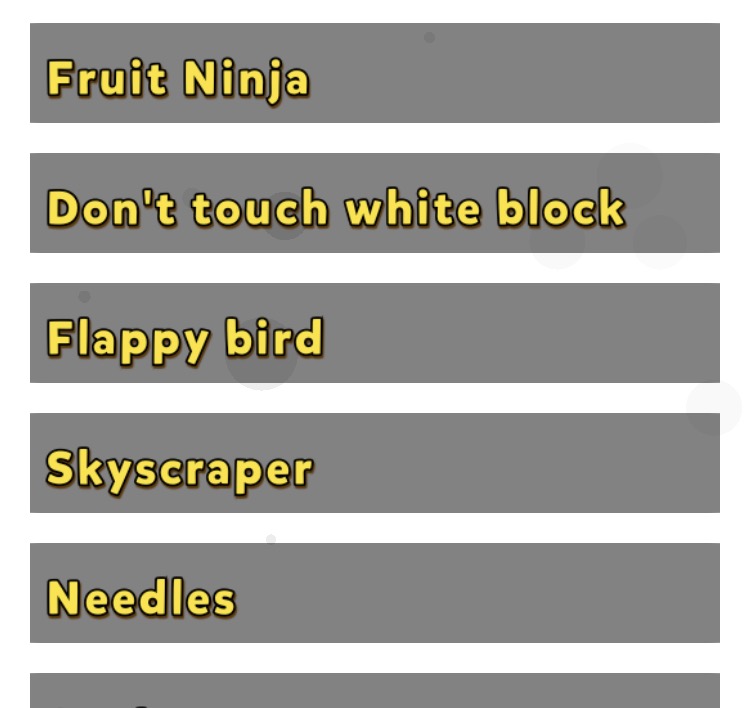 Fruit Ninja
Don't touch white block
Flappy bird
Skyscraper
Needles